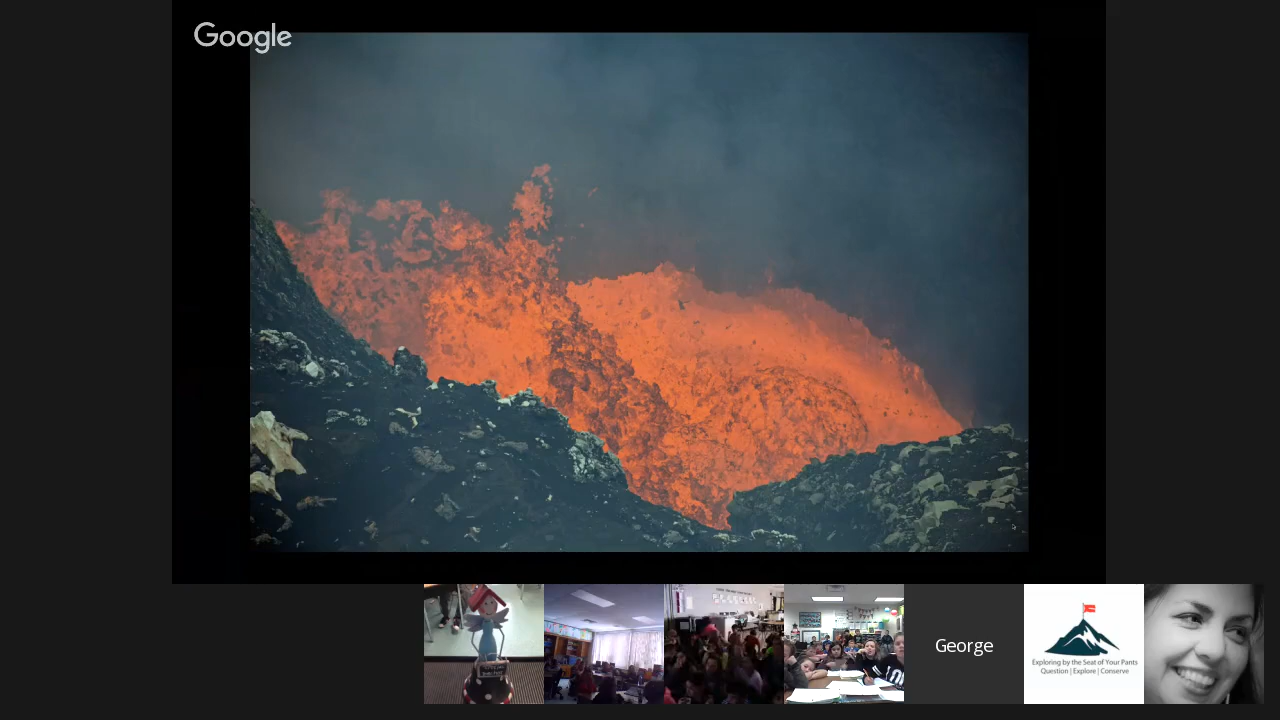 Google
George
Exploring by the Seat of Your Pants
Question | Explore | Conserve